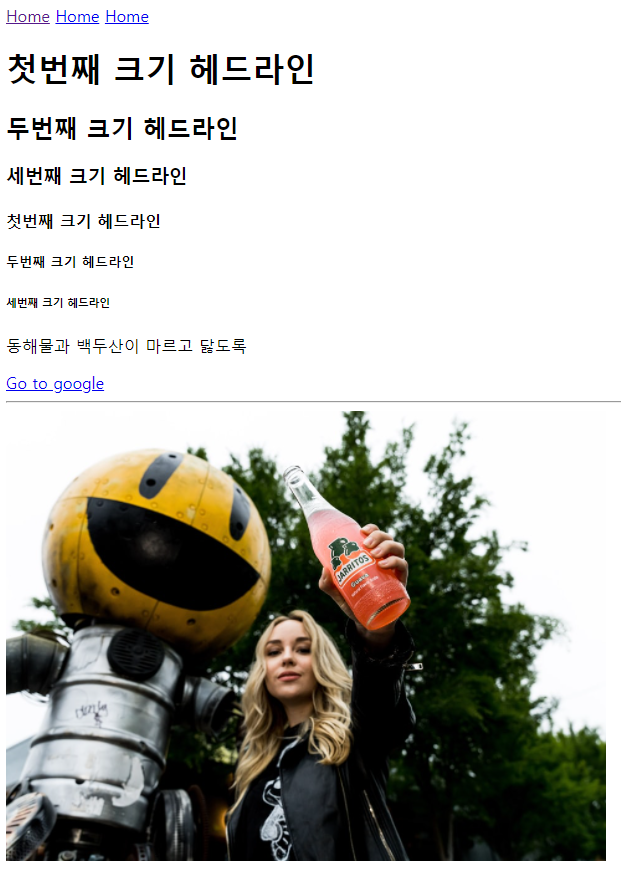 Home Home Home
첫번째 크기 헤드라인
두번째 크기 헤드라인
세번째 크기 헤드라인
첫번째 크기 헤드라인
두번째 크기 헤드라인
세번째 크기 헤드라인
동해물과 백두산이 마르고 닳도록
Go to google
JARRITOS
GUAVA